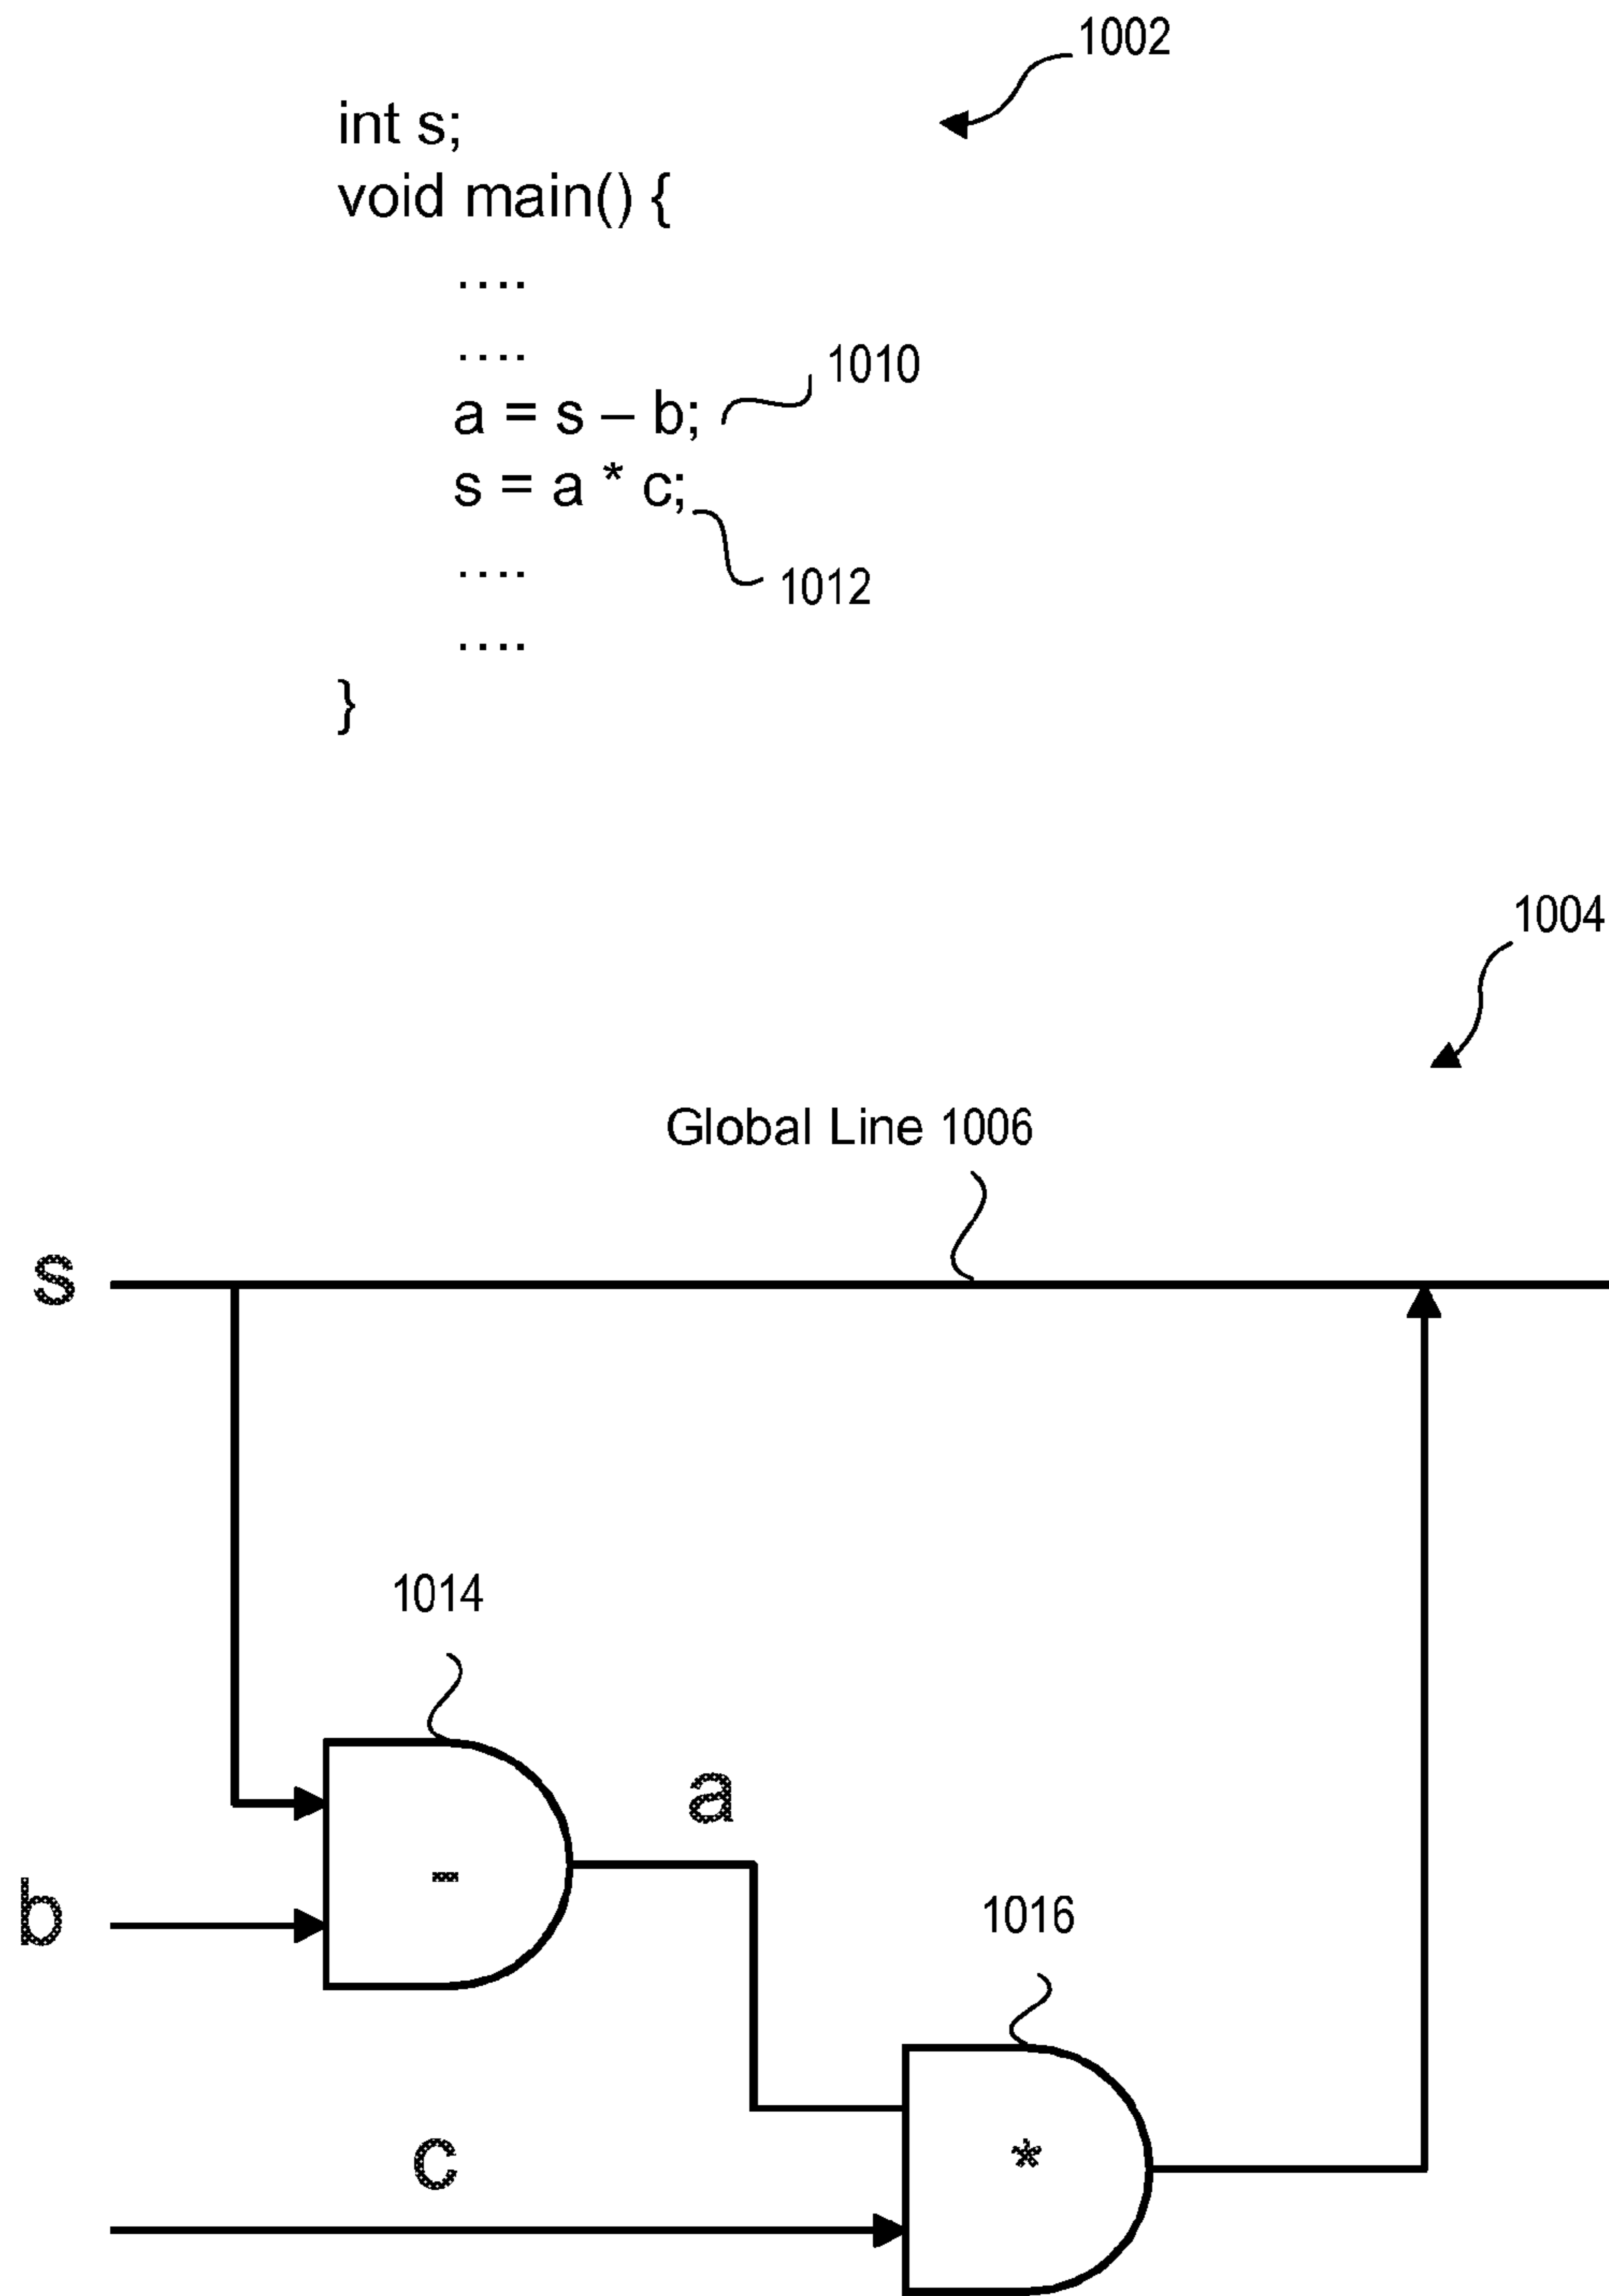 1002
int s;
void main() {
....
....
a = s – b;
1010
s = a * c;
1012
....
....
}
1004
Global Line 1006
s
1014
a
-
b
1016
c
*